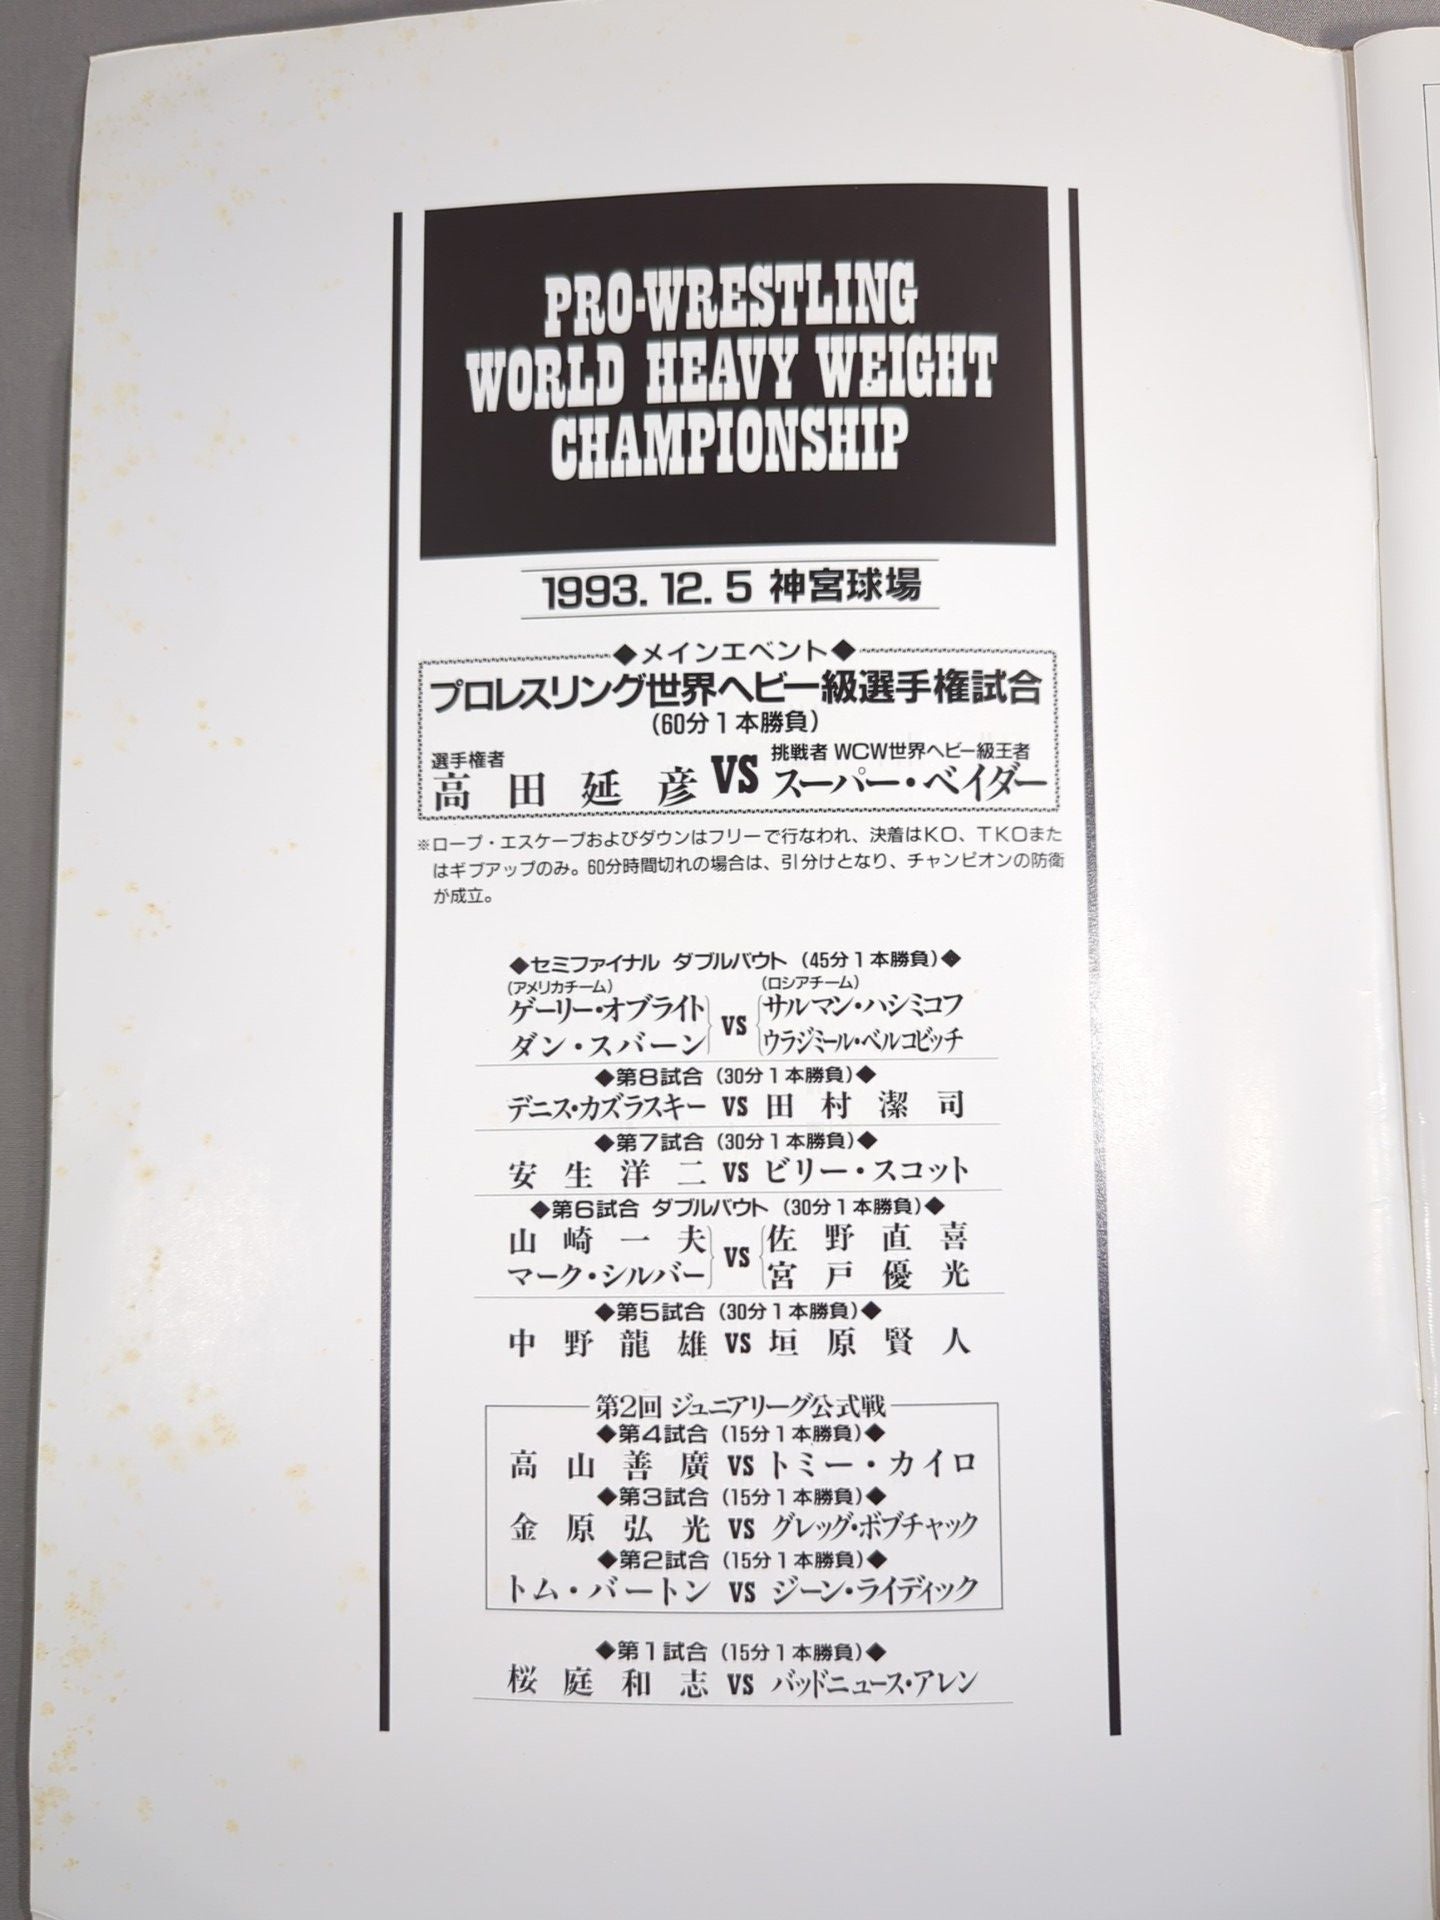 PRO-WRESTLING
WORLD HEAVY WEIGHT
CHAMPIONSHIP
1993.12.5 神宮球場
◆メインエベント◆
プロレスリング世界ヘビー級選手権試合
(60分1本勝負)
選手権者 挑戦者 WCW世界ヘビー級王者
高田延彦 VS スーパー・ベイダー
※ロープ・エスケープおよびダウンはフリーで行なわれ、決着はKO、TKOまた
はギブアップのみ。60分時間切れの場合は、引分けとなり、チャンピオンの防衛
が成立。
◆セミファイナル ダブルバウト (45分1本勝負)◆
(アメリカチーム) (ロシアチーム)
ゲーリー・オブライト サルマン・ハシミコフ
VS
ダン・スバーン ウラジミール・ベルコビッチ
◆第8試合 (30分1本勝負)◆
デニス・カズラスキー VS 田村潔司
◆第7試合 (30分1本勝負)◆
安生洋二 VS ビリー・スコット
◆第6試合 ダブルバウト (30分1本勝負)◆
山崎一夫 佐野直喜
VS
マーク・シルバー 宮戸優光
◆第5試合 (30分1本勝負)◆
中野龍雄 VS 垣原賢人
第2回 ジュニアリーグ公式戦
◆第4試合 (15分1本勝負)◆
高山善廣 VS トミー・カイロ
◆第3試合 (15分1本勝負)◆
金原弘光 VS グレッグ・ボブチャック
◆第2試合 (15分1本勝負)◆
トム・バートン VS ジーン・ライディック
◆第1試合 (15分1本勝負)◆
桜庭和志 VS バッドニュース・アレン